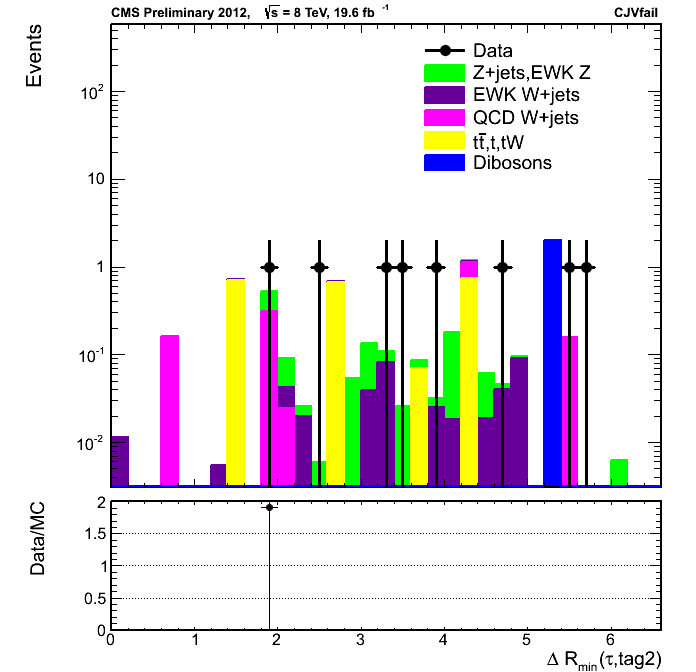 CMS Preliminary 2012, √s = 8 TeV, 19.6 fb⁻¹ CJVfail
Events
Data
Z+jets,EWK Z
EWK W+jets
QCD W+jets
tt̄,t,tW
Dibosons
10²
10
1
10⁻¹
10⁻²
Data/MC
2
1.5
1
0.5
0
0 1 2 3 4 5 6
Δ R_min(τ,tag2)